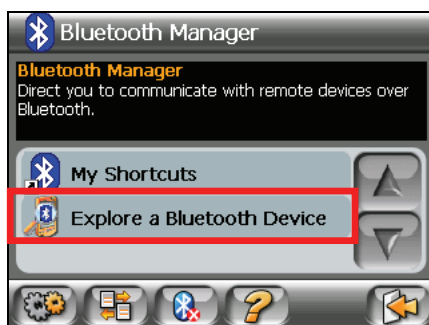 Bluetooth Manager
Bluetooth Manager
Direct you to communicate with remote devices over
Bluetooth.
My Shortcuts
Explore a Bluetooth Device